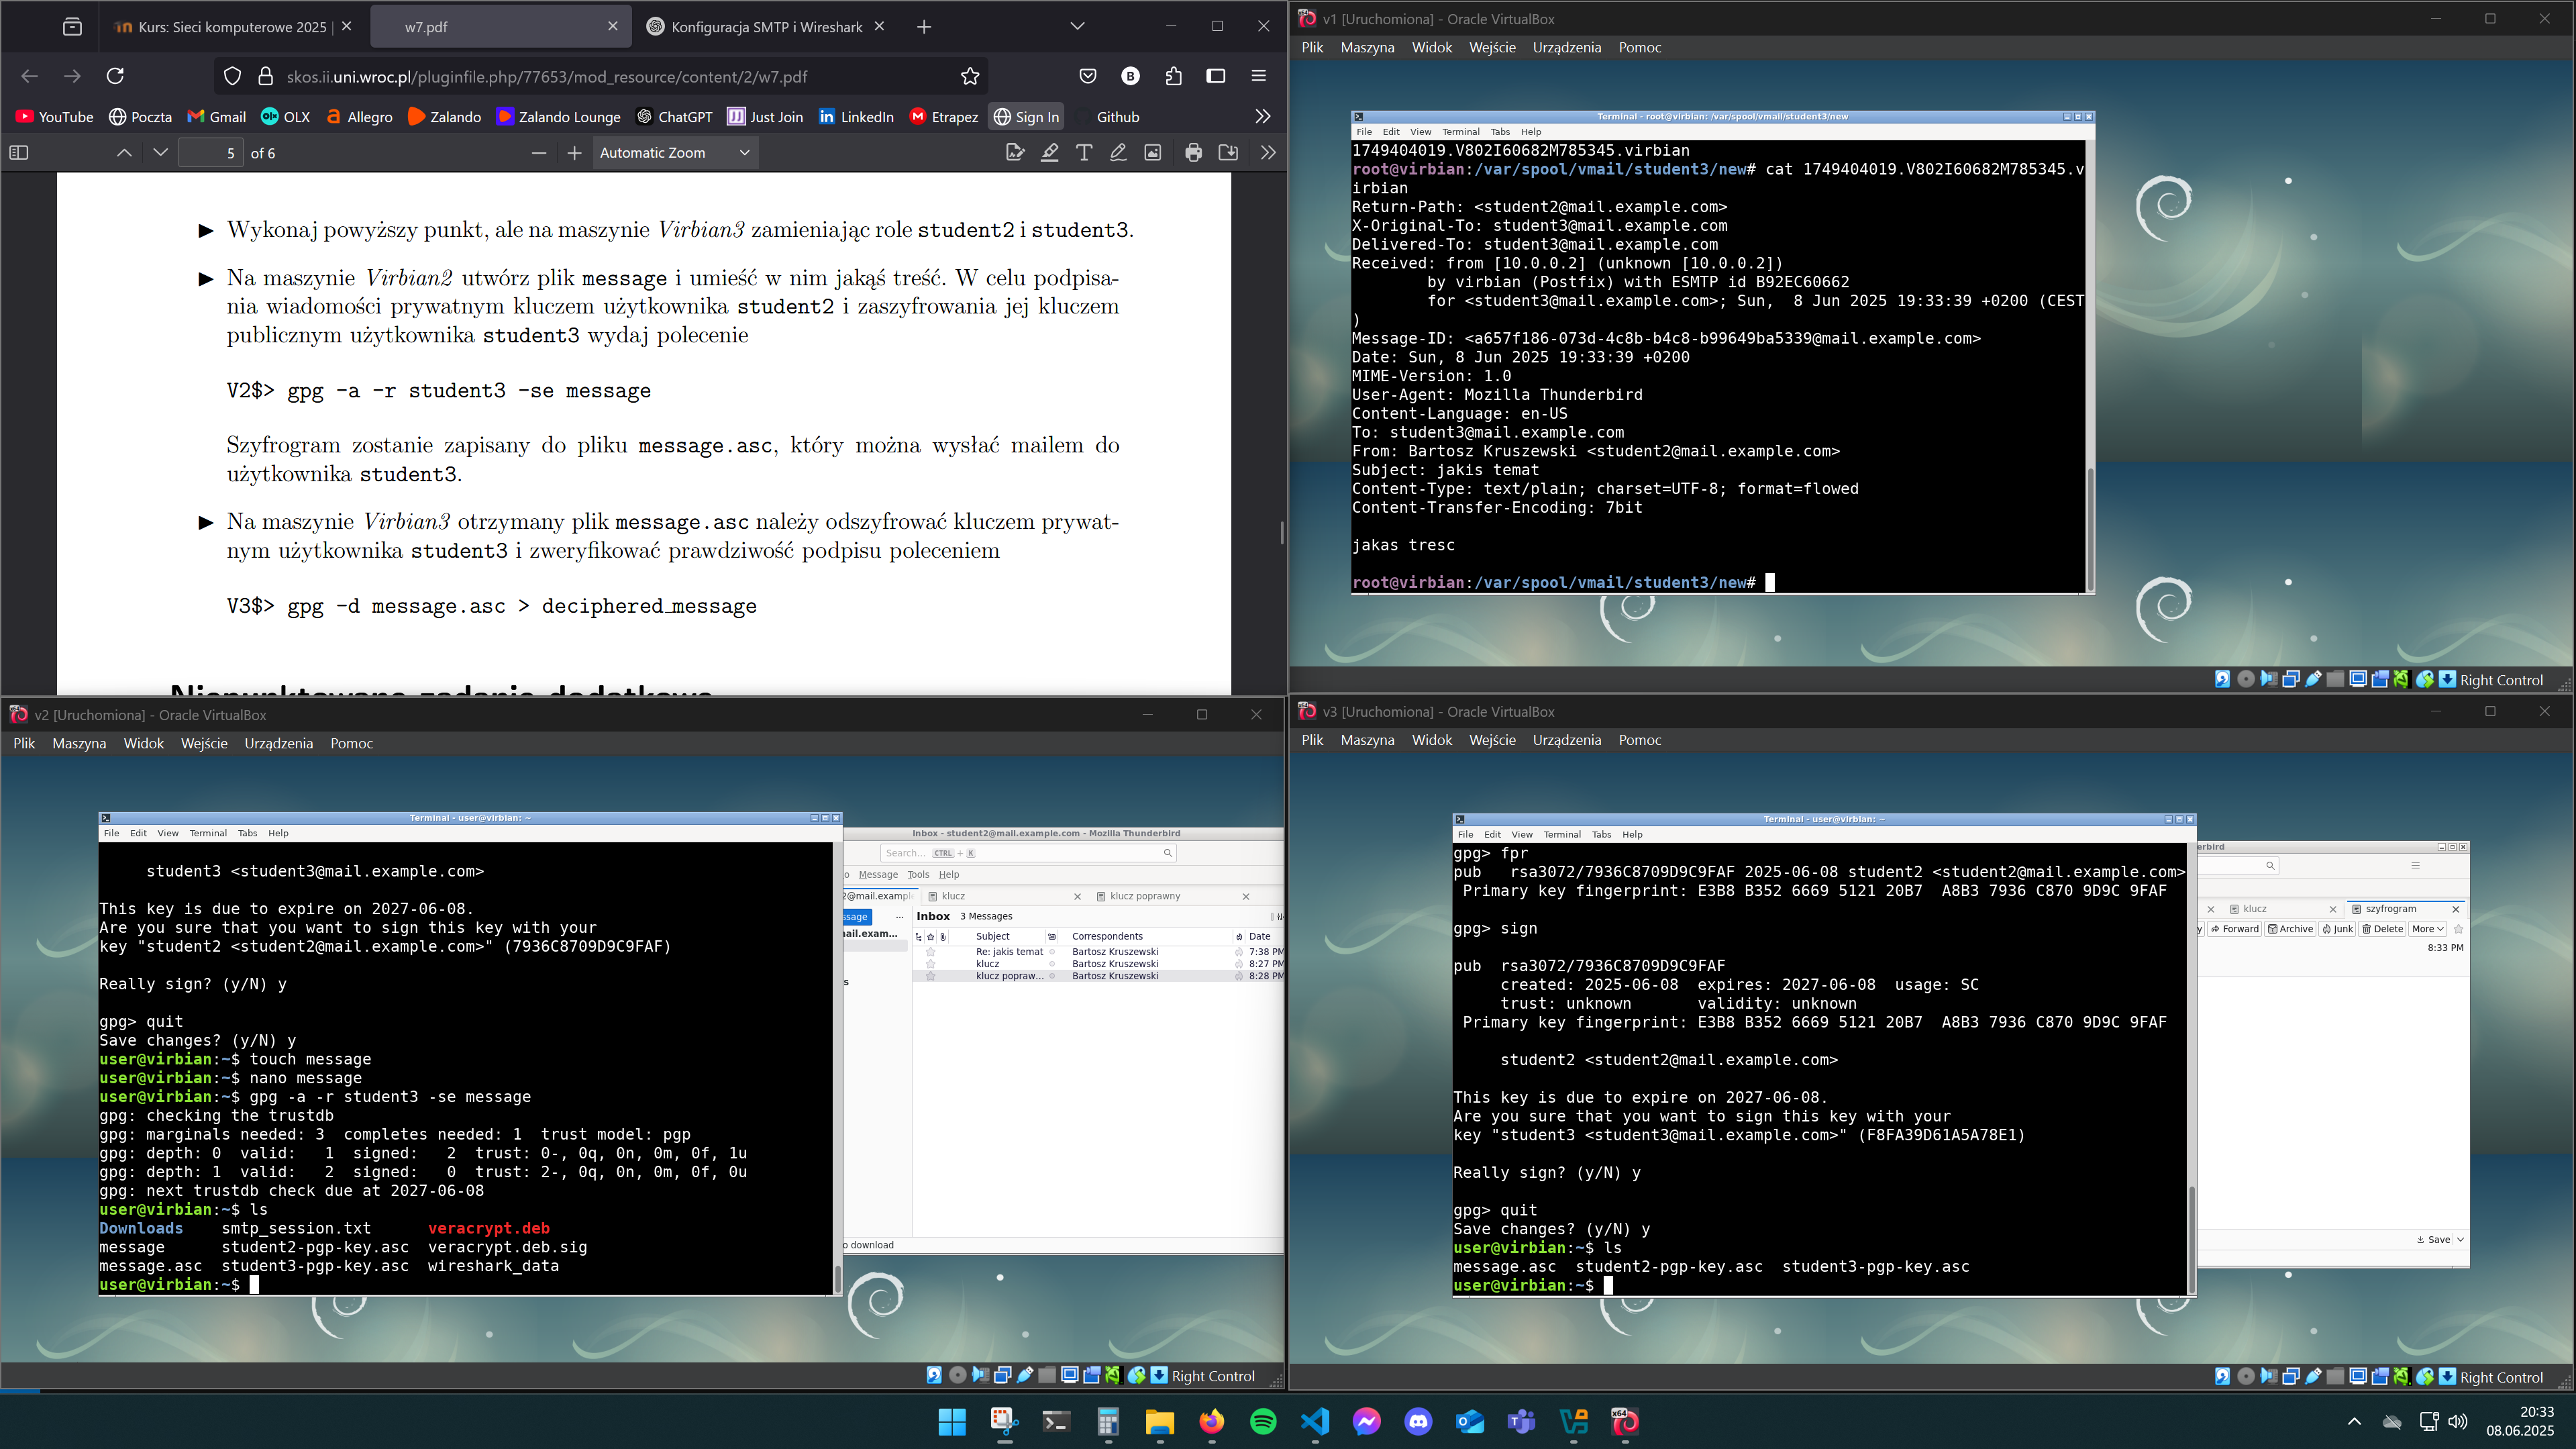 Kurs: Sieci komputerowe 2025 |
w7.pdf
Konfiguracja SMTP i Wireshark
skos.ii.uni.wroc.pl/pluginfile.php/77653/mod_resource/content/2/w7.pdf
YouTube Poczta Gmail OLX Allegro Zalando Zalando Lounge ChatGPT Just Join LinkedIn Etrapez Sign In Github
5 of 6
Automatic Zoom
▶ Wykonaj powyższy punkt, ale na maszynie Virbian3 zamieniając role student2 i student3.
▶ Na maszynie Virbian2 utwórz plik message i umieść w nim jakąś treść. W celu podpisa-
nia wiadomości prywatnym kluczem użytkownika student2 i zaszyfrowania jej kluczem
publicznym użytkownika student3 wydaj polecenie
V2$> gpg -a -r student3 -se message
Szyfrogram zostanie zapisany do pliku message.asc, który można wysłać mailem do
użytkownika student3.
▶ Na maszynie Virbian3 otrzymany plik message.asc należy odszyfrować kluczem prywat-
nym użytkownika student3 i zweryfikować prawdziwość podpisu poleceniem
V3$> gpg -d message.asc > deciphered_message
Niepunktowane zadanie dodatkowe
v1 [Uruchomiona] - Oracle VirtualBox
Plik Maszyna Widok Wejście Urządzenia Pomoc
Terminal - root@virbian: /var/spool/vmail/student3/new
File Edit View Terminal Tabs Help
1749404019.V802I60682M785345.virbian
root@virbian:/var/spool/vmail/student3/new# cat 1749404019.V802I60682M785345.v
irbian
Return-Path: <student2@mail.example.com>
X-Original-To: student3@mail.example.com
Delivered-To: student3@mail.example.com
Received: from [10.0.0.2] (unknown [10.0.0.2])
by virbian (Postfix) with ESMTP id B92EC60662
for <student3@mail.example.com>; Sun,  8 Jun 2025 19:33:39 +0200 (CEST
)
Message-ID: <a657f186-073d-4c8b-b4c8-b99649ba5339@mail.example.com>
Date: Sun, 8 Jun 2025 19:33:39 +0200
MIME-Version: 1.0
User-Agent: Mozilla Thunderbird
Content-Language: en-US
To: student3@mail.example.com
From: Bartosz Kruszewski <student2@mail.example.com>
Subject: jakis temat
Content-Type: text/plain; charset=UTF-8; format=flowed
Content-Transfer-Encoding: 7bit
jakas tresc
root@virbian:/var/spool/vmail/student3/new#
Right Control
v2 [Uruchomiona] - Oracle VirtualBox
Plik Maszyna Widok Wejście Urządzenia Pomoc
Terminal - user@virbian: ~
File Edit View Terminal Tabs Help
student3 <student3@mail.example.com>
This key is due to expire on 2027-06-08.
Are you sure that you want to sign this key with your
key "student2 <student2@mail.example.com>" (7936C8709D9C9FAF)
Really sign? (y/N) y
gpg> quit
Save changes? (y/N) y
user@virbian:~$ touch message
user@virbian:~$ nano message
user@virbian:~$ gpg -a -r student3 -se message
gpg: checking the trustdb
gpg: marginals needed: 3  completes needed: 1  trust model: pgp
gpg: depth: 0  valid:   1  signed:   2  trust: 0-, 0q, 0n, 0m, 0f, 1u
gpg: depth: 1  valid:   2  signed:   0  trust: 2-, 0q, 0n, 0m, 0f, 0u
gpg: next trustdb check due at 2027-06-08
user@virbian:~$ ls
Downloads smtp_session.txt veracrypt.deb
message student2-pgp-key.asc veracrypt.deb.sig
message.asc student3-pgp-key.asc wireshark_data
user@virbian:~$
Inbox - student2@mail.example.com - Mozilla Thunderbird
Search... CTRL + K
o Message Tools Help
2@mail.exampl klucz klucz poprawny
ssage ... Inbox 3 Messages
nail.exam...
Subject Correspondents Date
Re: jakis temat Bartosz Kruszewski 7:38 PM
klucz Bartosz Kruszewski 8:27 PM
klucz popraw... Bartosz Kruszewski 8:28 PM
s
o download
Right Control
v3 [Uruchomiona] - Oracle VirtualBox
Plik Maszyna Widok Wejście Urządzenia Pomoc
Terminal - user@virbian: ~
File Edit View Terminal Tabs Help
gpg> fpr
pub   rsa3072/7936C8709D9C9FAF 2025-06-08 student2 <student2@mail.example.com>
Primary key fingerprint: E3B8 B352 6669 5121 20B7  A8B3 7936 C870 9D9C 9FAF
gpg> sign
pub  rsa3072/7936C8709D9C9FAF
created: 2025-06-08  expires: 2027-06-08  usage: SC
trust: unknown       validity: unknown
Primary key fingerprint: E3B8 B352 6669 5121 20B7  A8B3 7936 C870 9D9C 9FAF
student2 <student2@mail.example.com>
This key is due to expire on 2027-06-08.
Are you sure that you want to sign this key with your
key "student3 <student3@mail.example.com>" (F8FA39D61A5A78E1)
Really sign? (y/N) y
gpg> quit
Save changes? (y/N) y
user@virbian:~$ ls
message.asc student2-pgp-key.asc student3-pgp-key.asc
user@virbian:~$
erbird
klucz szyfrogram
y Forward Archive Junk Delete More
8:33 PM
Save
Right Control
20:33
08.06.2025